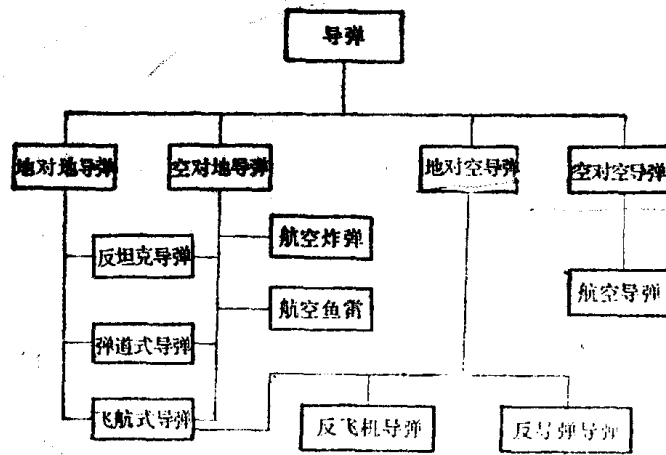 导弹
地对地导弹
空对地导弹
地对空导弹
空对空导弹
反坦克导弹
航空炸弹
航空导弹
航空鱼雷
弹道式导弹
飞航式导弹
反飞机导弹
反导弹导弹